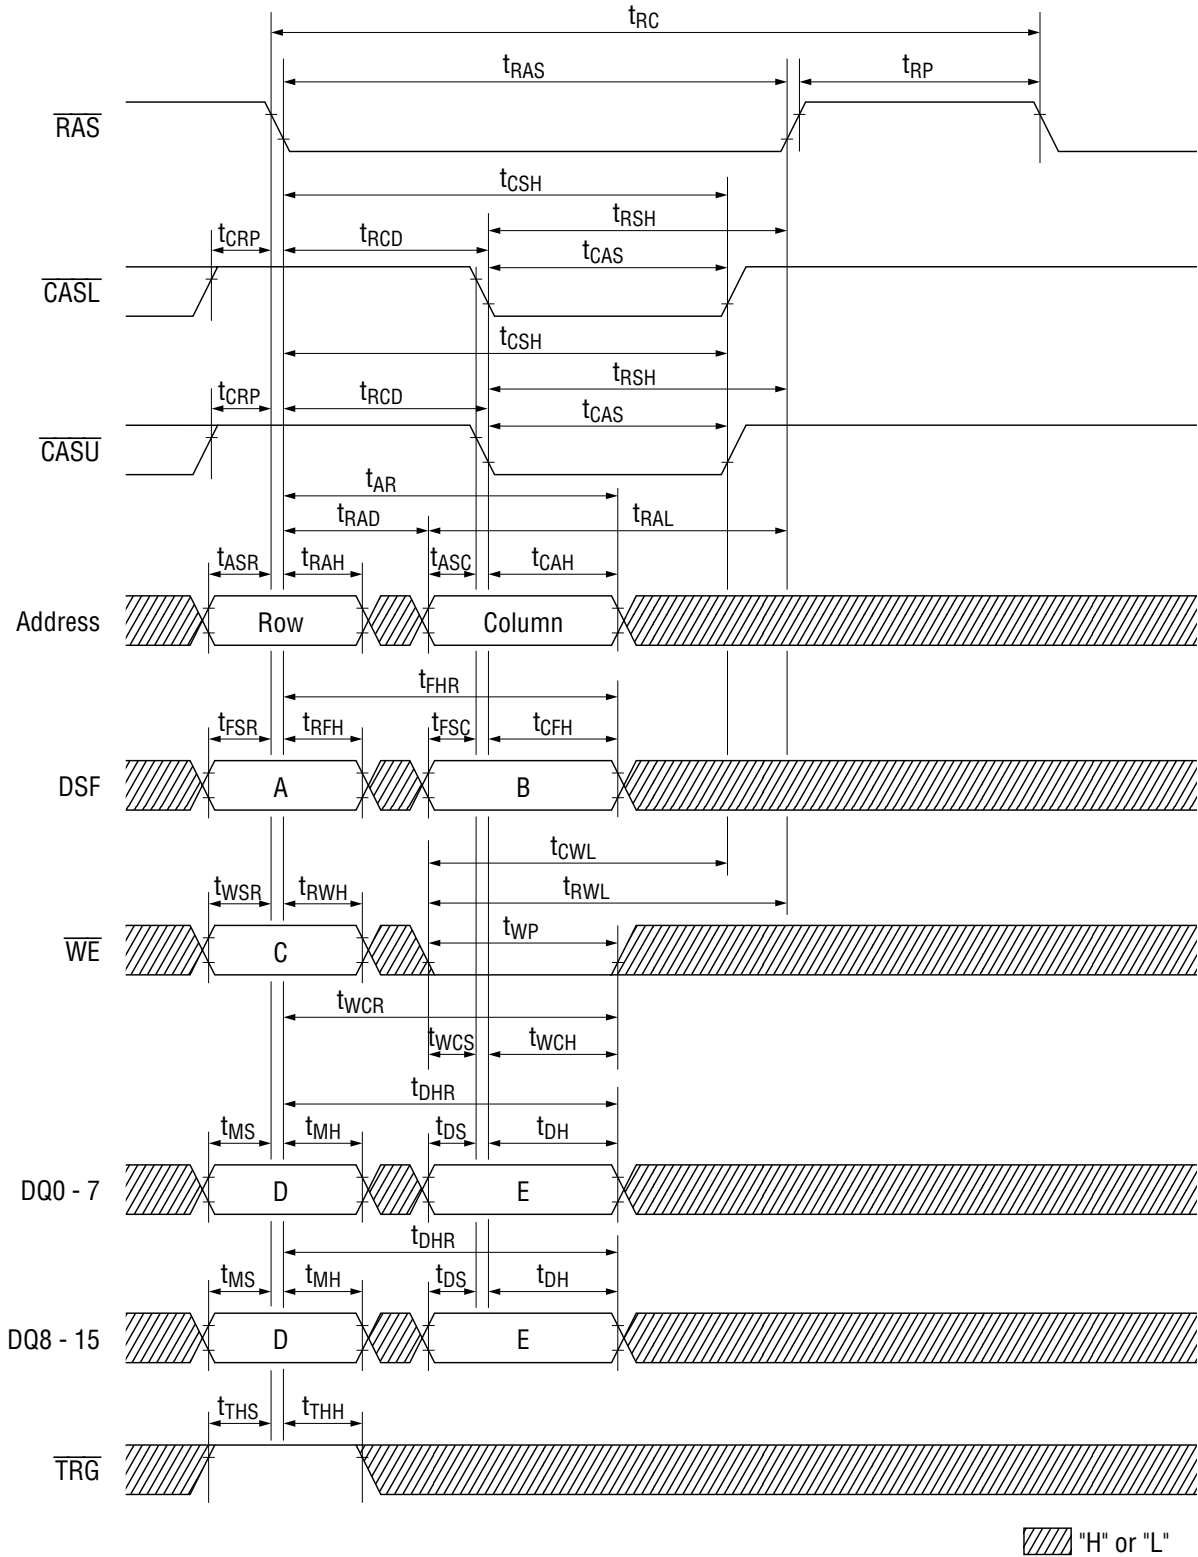 tRC
tRAS tRP
RAS
tCSH
tRSH
tCRP tRCD tCAS
CASL
tCSH
tRSH
tCRP tRCD tCAS
CASU
tAR
tRAD tRAL
tASR tRAH tASC tCAH
Address Row Column
tFHR
tFSR tRFH tFSC tCFH
DSF A B
tCWL
tWSR tRWH tRWL
WE C tWP
tWCR
tWCS tWCH
tDHR
tMS tMH tDS tDH
DQ0 - 7 D E
tDHR
tMS tMH tDS tDH
DQ8 - 15 D E
tTHS tTHH
TRG
"H" or "L"